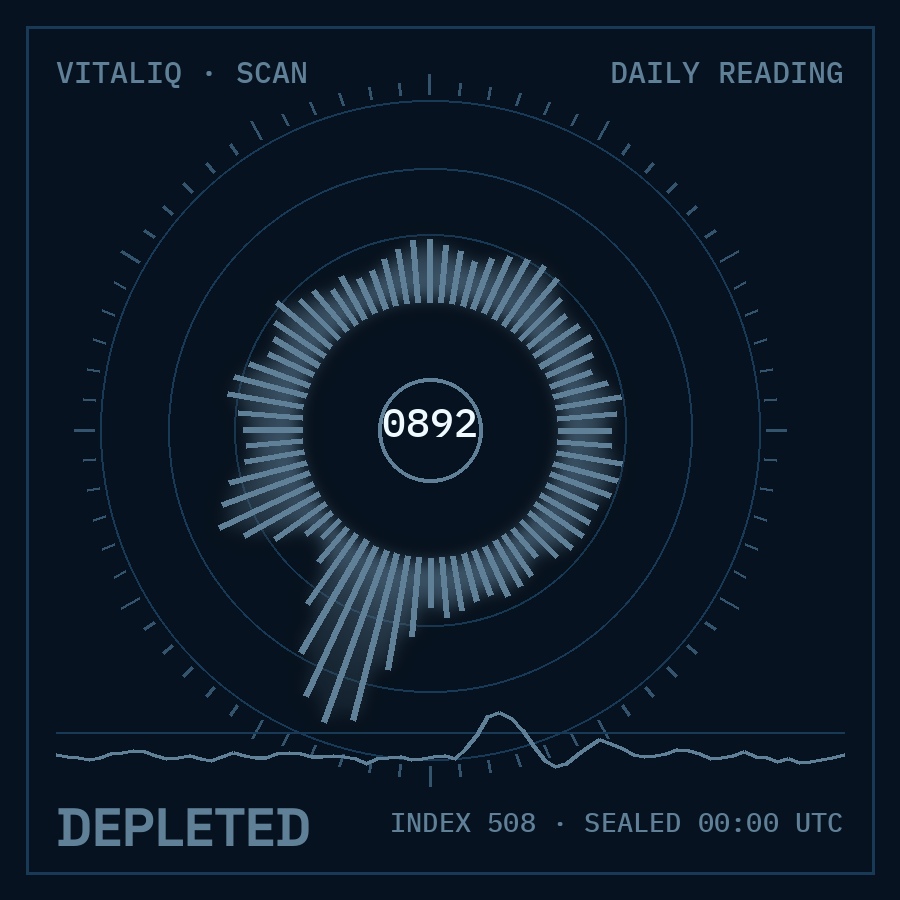 VITALIQ · SCAN
DAILY READING
0892
DEPLETED
INDEX 508 · SEALED 00:00 UTC